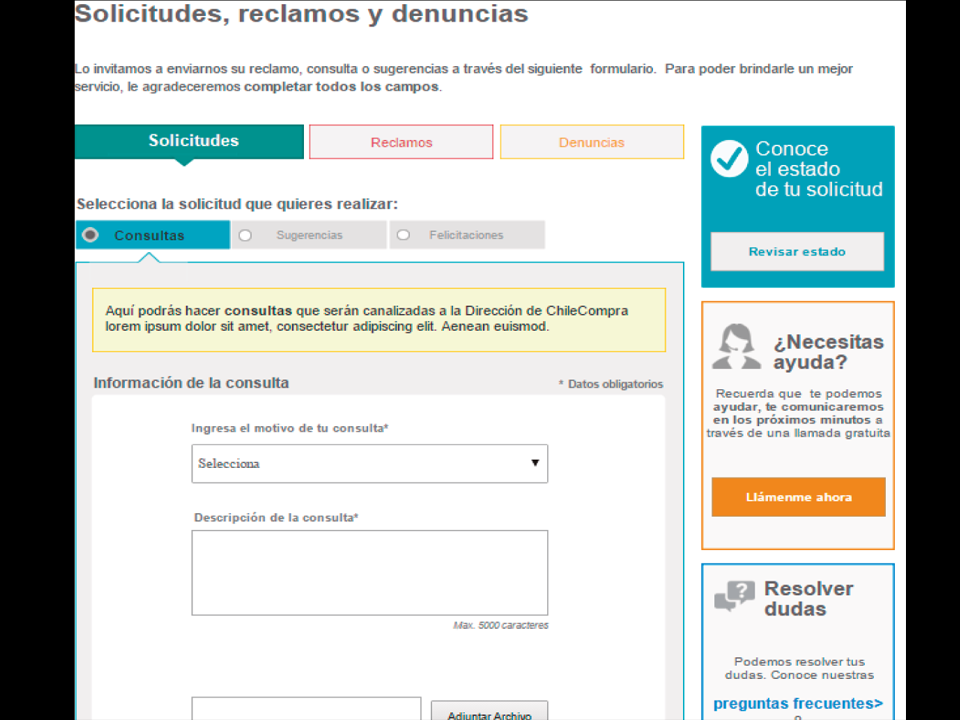 Solicitudes, reclamos y denuncias
Lo invitamos a enviarnos su reclamo, consulta o sugerencias a través del siguiente formulario. Para poder brindarle un mejor
servicio, le agradeceremos completar todos los campos.
Solicitudes
Reclamos
Denuncias
Selecciona la solicitud que quieres realizar:
Consultas
Sugerencias
Felicitaciones
Aquí podrás hacer consultas que serán canalizadas a la Dirección de ChileCompra
lorem ipsum dolor sit amet, consectetur adipiscing elit. Aenean euismod.
Información de la consulta
* Datos obligatorios
Ingresa el motivo de tu consulta*
Selecciona
Descripción de la consulta*
Max. 5000 caracteres
Adjuntar Archivo
Conoce
el estado
de tu solicitud
Revisar estado
¿Necesitas
ayuda?
Recuerda que te podemos
ayudar, te comunicaremos
en los próximos minutos a
través de una llamada gratuita
Llámenme ahora
Resolver
dudas
Podemos resolver tus
dudas. Conoce nuestras
preguntas frecuentes>
o